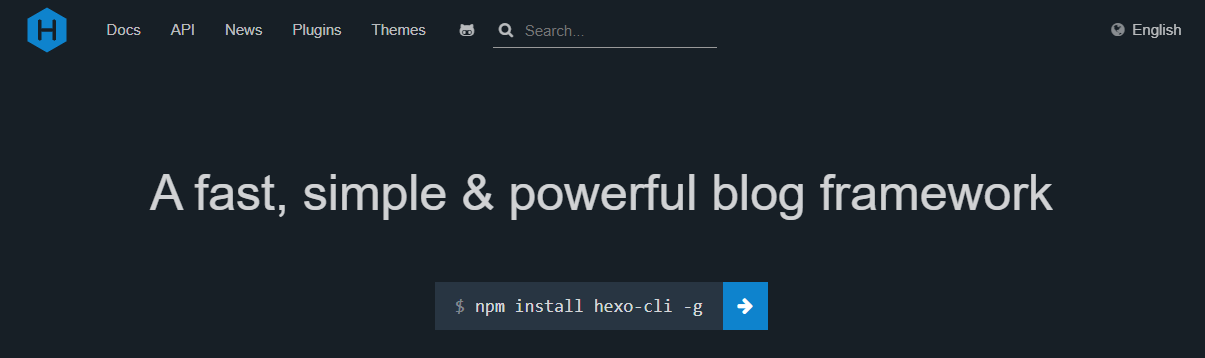 H Docs API News Plugins Themes Search... English
A fast, simple & powerful blog framework
$ npm install hexo-cli -g